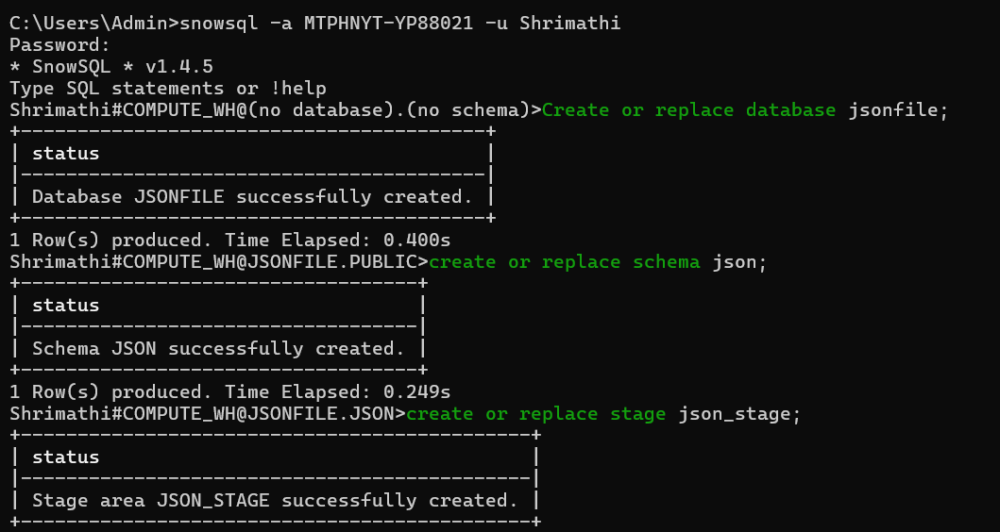 C:\Users\Admin>snowsql -a MTPHNYT-YP88021 -u Shrimathi
Password:
* SnowSQL * v1.4.5
Type SQL statements or !help
Shrimathi#COMPUTE_WH@(no database).(no schema)>Create or replace database jsonfile;
+-----------------------------------------+
| status                                  |
|-----------------------------------------|
| Database JSONFILE successfully created. |
+-----------------------------------------+
1 Row(s) produced. Time Elapsed: 0.400s
Shrimathi#COMPUTE_WH@JSONFILE.PUBLIC>create or replace schema json;
+-----------------------------------+
| status                            |
|-----------------------------------|
| Schema JSON successfully created. |
+-----------------------------------+
1 Row(s) produced. Time Elapsed: 0.249s
Shrimathi#COMPUTE_WH@JSONFILE.JSON>create or replace stage json_stage;
+---------------------------------------------+
| status                                      |
|---------------------------------------------|
| Stage area JSON_STAGE successfully created. |
+---------------------------------------------+